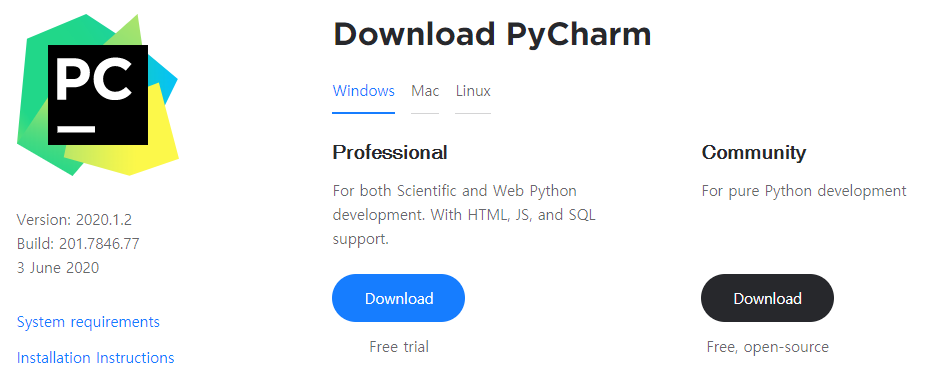 PC
Version: 2020.1.2
Build: 201.7846.77
3 June 2020
System requirements
Installation Instructions
Download PyCharm
Windows
Mac
Linux
Professional
For both Scientific and Web Python
development. With HTML, JS, and SQL
support.
Download
Free trial
Community
For pure Python development
Download
Free, open-source